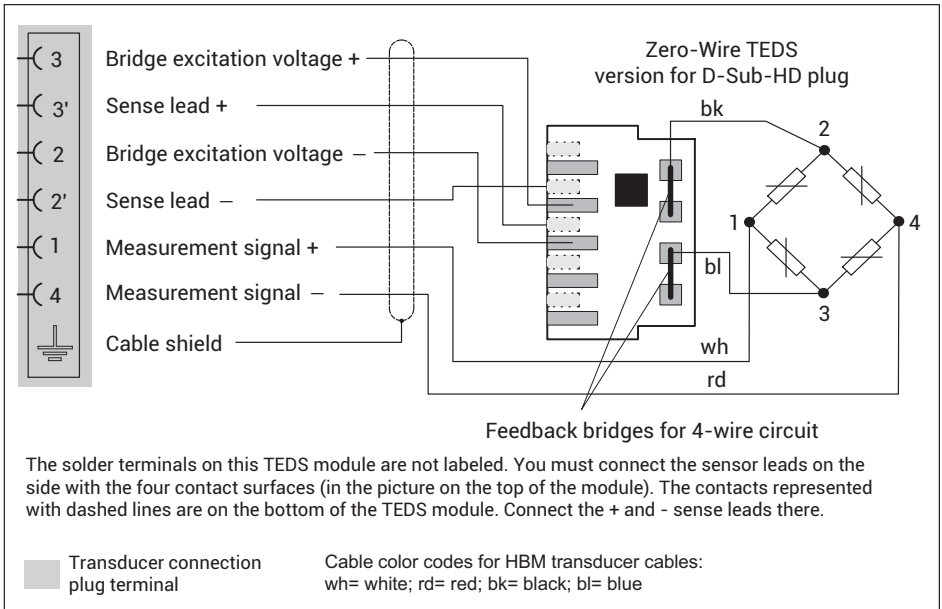 3 Bridge excitation voltage +
3' Sense lead +
2 Bridge excitation voltage –
2' Sense lead –
1 Measurement signal +
4 Measurement signal –
Cable shield
Zero-Wire TEDS
version for D-Sub-HD plug
bk
2
1
4
bl
3
wh
rd
Feedback bridges for 4-wire circuit
The solder terminals on this TEDS module are not labeled. You must connect the sensor leads on the
side with the four contact surfaces (in the picture on the top of the module). The contacts represented
with dashed lines are on the bottom of the TEDS module. Connect the + and - sense leads there.
Transducer connection
plug terminal
Cable color codes for HBM transducer cables:
wh= white; rd= red; bk= black; bl= blue